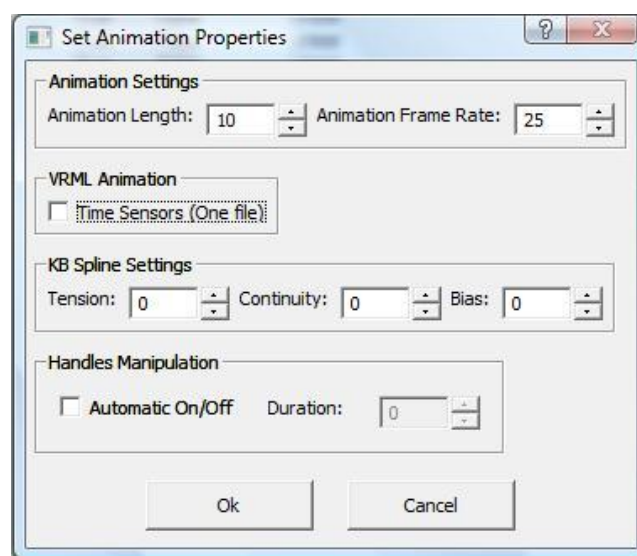 Set Animation Properties
Animation Settings
Animation Length: 10 Animation Frame Rate: 25
VRML Animation
Time Sensors (One file)
KB Spline Settings
Tension: 0 Continuity: 0 Bias: 0
Handles Manipulation
Automatic On/Off Duration: 0
Ok Cancel